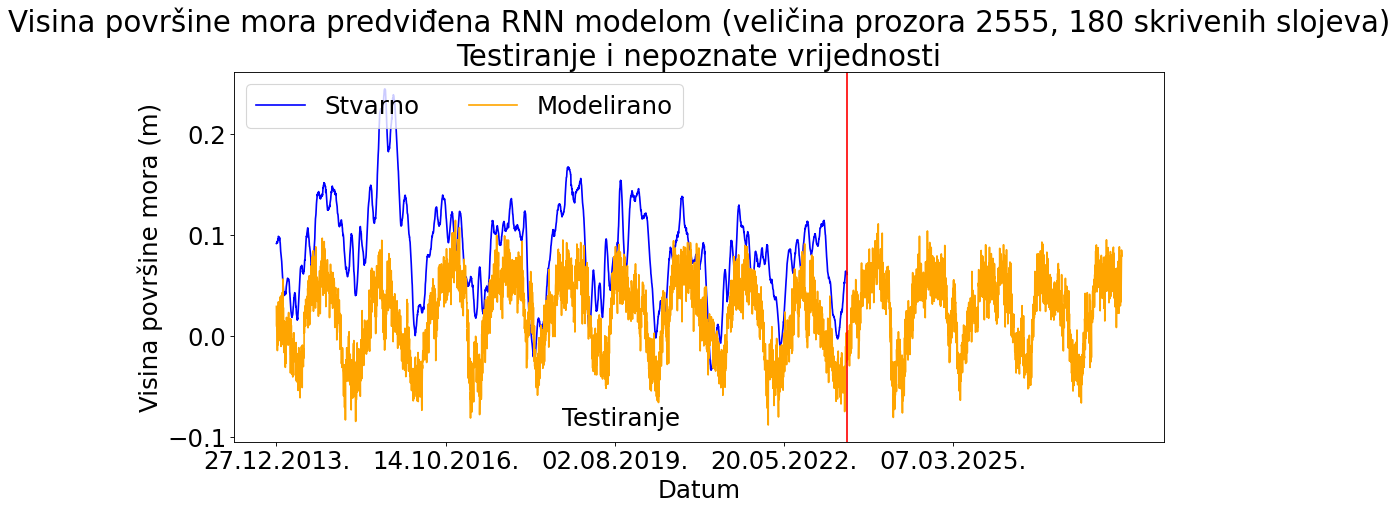 Visina površine mora predviđena RNN modelom (veličina prozora 2555, 180 skrivenih slojeva)
Testiranje i nepoznate vrijednosti
Stvarno
Modelirano
Visina površine mora (m)
0.2
0.1
0.0
−0.1
Testiranje
27.12.2013.
14.10.2016.
02.08.2019.
20.05.2022.
07.03.2025.
Datum